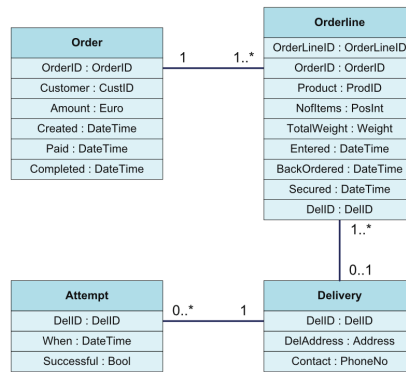 Order
OrderID : OrderID
Customer : CustID
Amount : Euro
Created : DateTime
Paid : DateTime
Completed : DateTime
1
1..*
Orderline
OrderLineID : OrderLineID
OrderID : OrderID
Product : ProdID
NofItems : PosInt
TotalWeight : Weight
Entered : DateTime
BackOrdered : DateTime
Secured : DateTime
DelID : DelID
1..*
0..1
Attempt
DelID : DelID
When : DateTime
Successful : Bool
0..*
1
Delivery
DelID : DelID
DelAddress : Address
Contact : PhoneNo